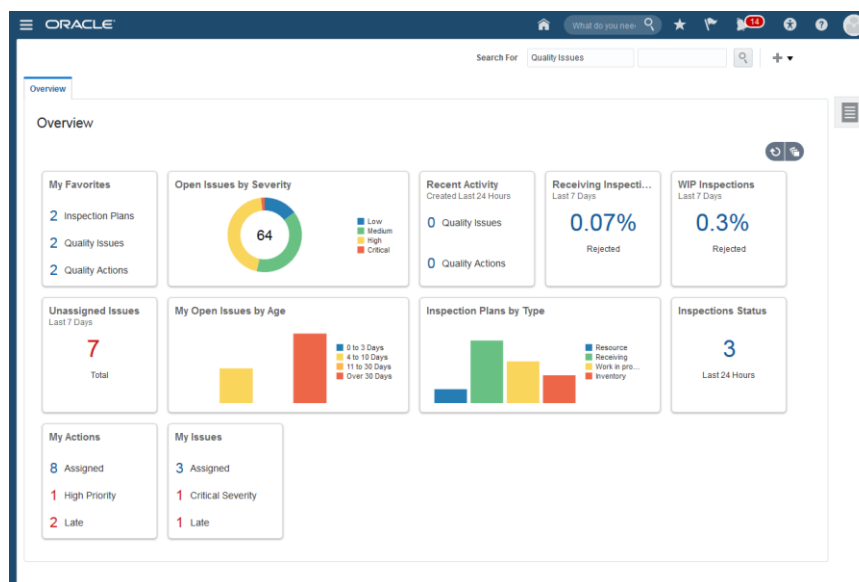 ORACLE
What do you nee
14
?
Search For
Quality Issues
Overview
Overview
My Favorites
2 Inspection Plans
2 Quality Issues
2 Quality Actions
Open Issues by Severity
64
Low
Medium
High
Critical
Recent Activity
Created Last 24 Hours
0 Quality Issues
0 Quality Actions
Receiving Inspecti...
Last 7 Days
0.07%
Rejected
WIP Inspections
Last 7 Days
0.3%
Rejected
Unassigned Issues
Last 7 Days
7
Total
My Open Issues by Age
0 to 3 Days
4 to 10 Days
11 to 30 Days
Over 30 Days
Inspection Plans by Type
Resource
Receiving
Work in pro...
Inventory
Inspections Status
3
Last 24 Hours
My Actions
8 Assigned
1 High Priority
2 Late
My Issues
3 Assigned
1 Critical Severity
1 Late